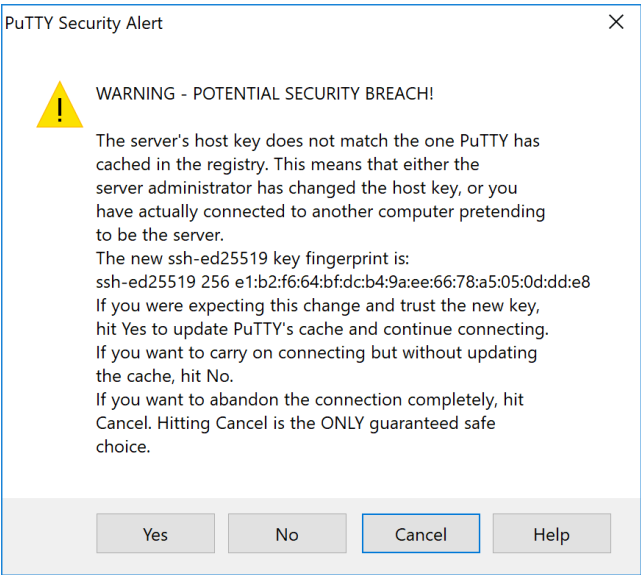 PuTTY Security Alert
WARNING - POTENTIAL SECURITY BREACH!
The server's host key does not match the one PuTTY has
cached in the registry. This means that either the
server administrator has changed the host key, or you
have actually connected to another computer pretending
to be the server.
The new ssh-ed25519 key fingerprint is:
ssh-ed25519 256 e1:b2:f6:64:bf:dc:b4:9a:ee:66:78:a5:05:0d:dd:e8
If you were expecting this change and trust the new key,
hit Yes to update PuTTY's cache and continue connecting.
If you want to carry on connecting but without updating
the cache, hit No.
If you want to abandon the connection completely, hit
Cancel. Hitting Cancel is the ONLY guaranteed safe
choice.
Yes No Cancel Help